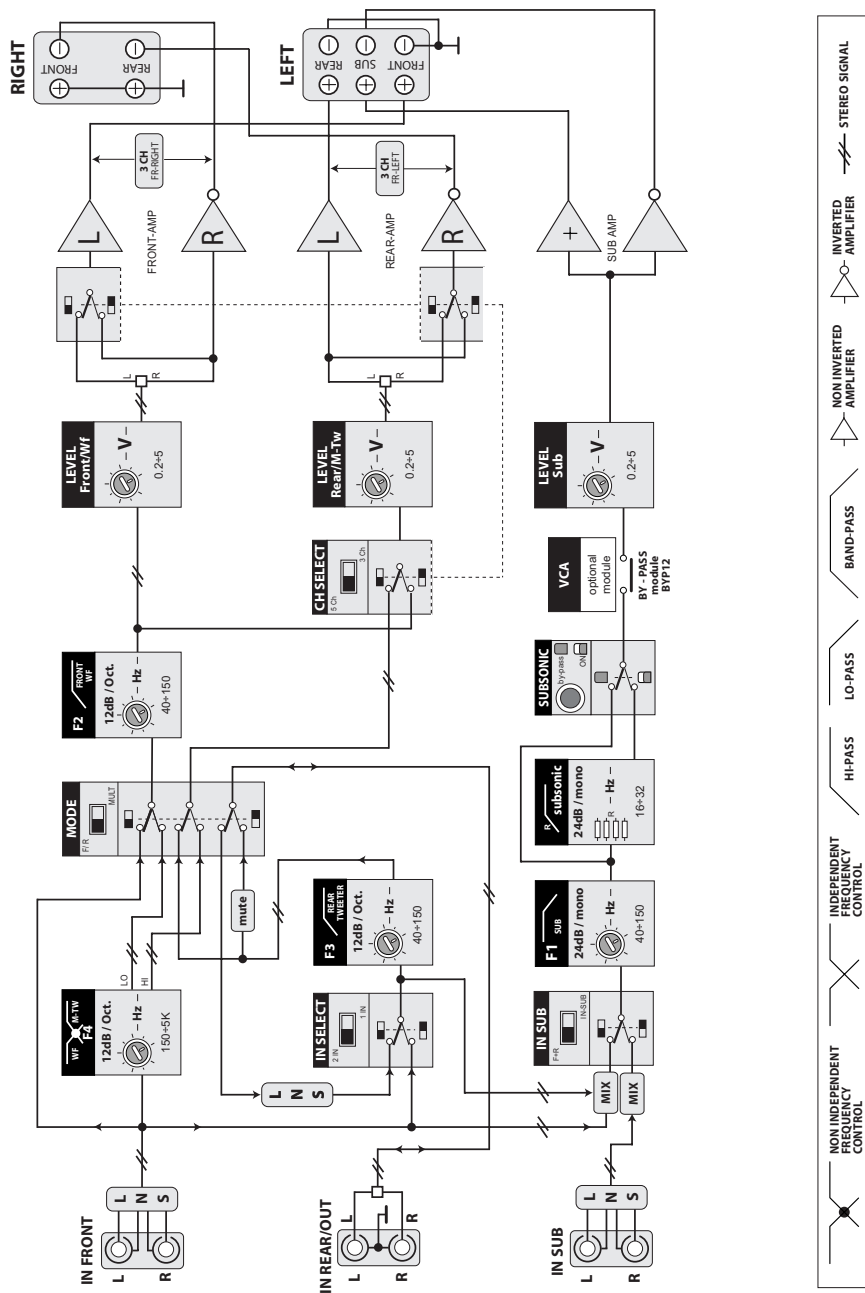 IN FRONT
L
R
L
N
S
WF M-TW
F4
12dB / Oct.
– Hz –
150÷5K
LO
HI
MODE
F/ R
MULT
mute
F2
FRONT
WF
12dB / Oct.
– Hz –
40÷150
LEVEL
Front/Wf
– V –
0.2÷5
L
R
L
R
FRONT-AMP
3 CH
FR-RIGHT
RIGHT
FRONT
REAR
+
–
+
–
IN REAR/OUT
L
R
L
R
L
N
S
IN SELECT
2 IN
1 IN
F3
REAR
TWEETER
12dB / Oct.
– Hz –
40÷150
CH SELECT
5 Ch
3 Ch
LEVEL
Rear/M-Tw
– V –
0.2÷5
L
R
L
R
REAR-AMP
3 CH
FR-LEFT
LEFT
REAR
SUB
FRONT
–
–
–
+
+
+
IN SUB
L
R
L
N
S
MIX
MIX
IN SUB
F+R
IN-SUB
F1
SUB
24dB / mono
– Hz –
40÷150
R
subsonic
24dB / mono
R – Hz –
16÷32
SUBSONIC
by-pass
ON
VCA
optional
module
BY - PASS
module
BYP12
LEVEL
Sub
– V –
0.2÷5
+
SUB AMP
NON INDEPENDENT
FREQUENCY
CONTROL
INDEPENDENT
FREQUENCY
CONTROL
HI-PASS
LO-PASS
BAND-PASS
NON INVERTED
AMPLIFIER
INVERTED
AMPLIFIER
STEREO SIGNAL